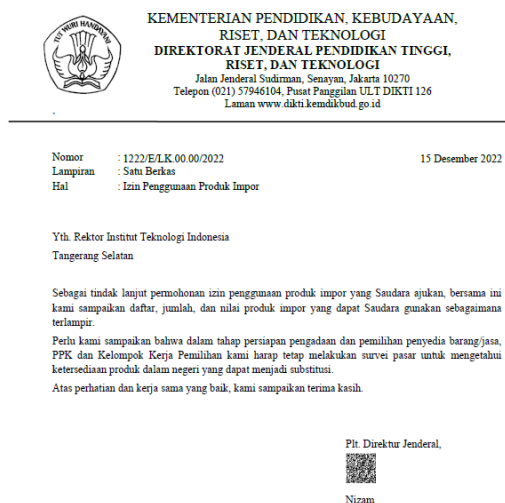 TUT WURI HANDAYANI
KEMENTERIAN PENDIDIKAN, KEBUDAYAAN,
RISET, DAN TEKNOLOGI
DIREKTORAT JENDERAL PENDIDIKAN TINGGI,
RISET, DAN TEKNOLOGI
Jalan Jenderal Sudirman, Senayan, Jakarta 10270
Telepon (021) 57946104, Pusat Panggilan ULT DIKTI 126
Laman www.dikti.kemdikbud.go.id
Nomor : 1222/E/LK.00.00/2022 15 Desember 2022
Lampiran : Satu Berkas
Hal : Izin Penggunaan Produk Impor
Yth. Rektor Institut Teknologi Indonesia
Tangerang Selatan
Sebagai tindak lanjut permohonan izin penggunaan produk impor yang Saudara ajukan, bersama ini
kami sampaikan daftar, jumlah, dan nilai produk impor yang dapat Saudara gunakan sebagaimana
terlampir.
Perlu kami sampaikan bahwa dalam tahap persiapan pengadaan dan pemilihan penyedia barang/jasa,
PPK dan Kelompok Kerja Pemilihan kami harap tetap melakukan survei pasar untuk mengetahui
ketersediaan produk dalam negeri yang dapat menjadi substitusi.
Atas perhatian dan kerja sama yang baik, kami sampaikan terima kasih.
Plt. Direktur Jenderal,
Nizam